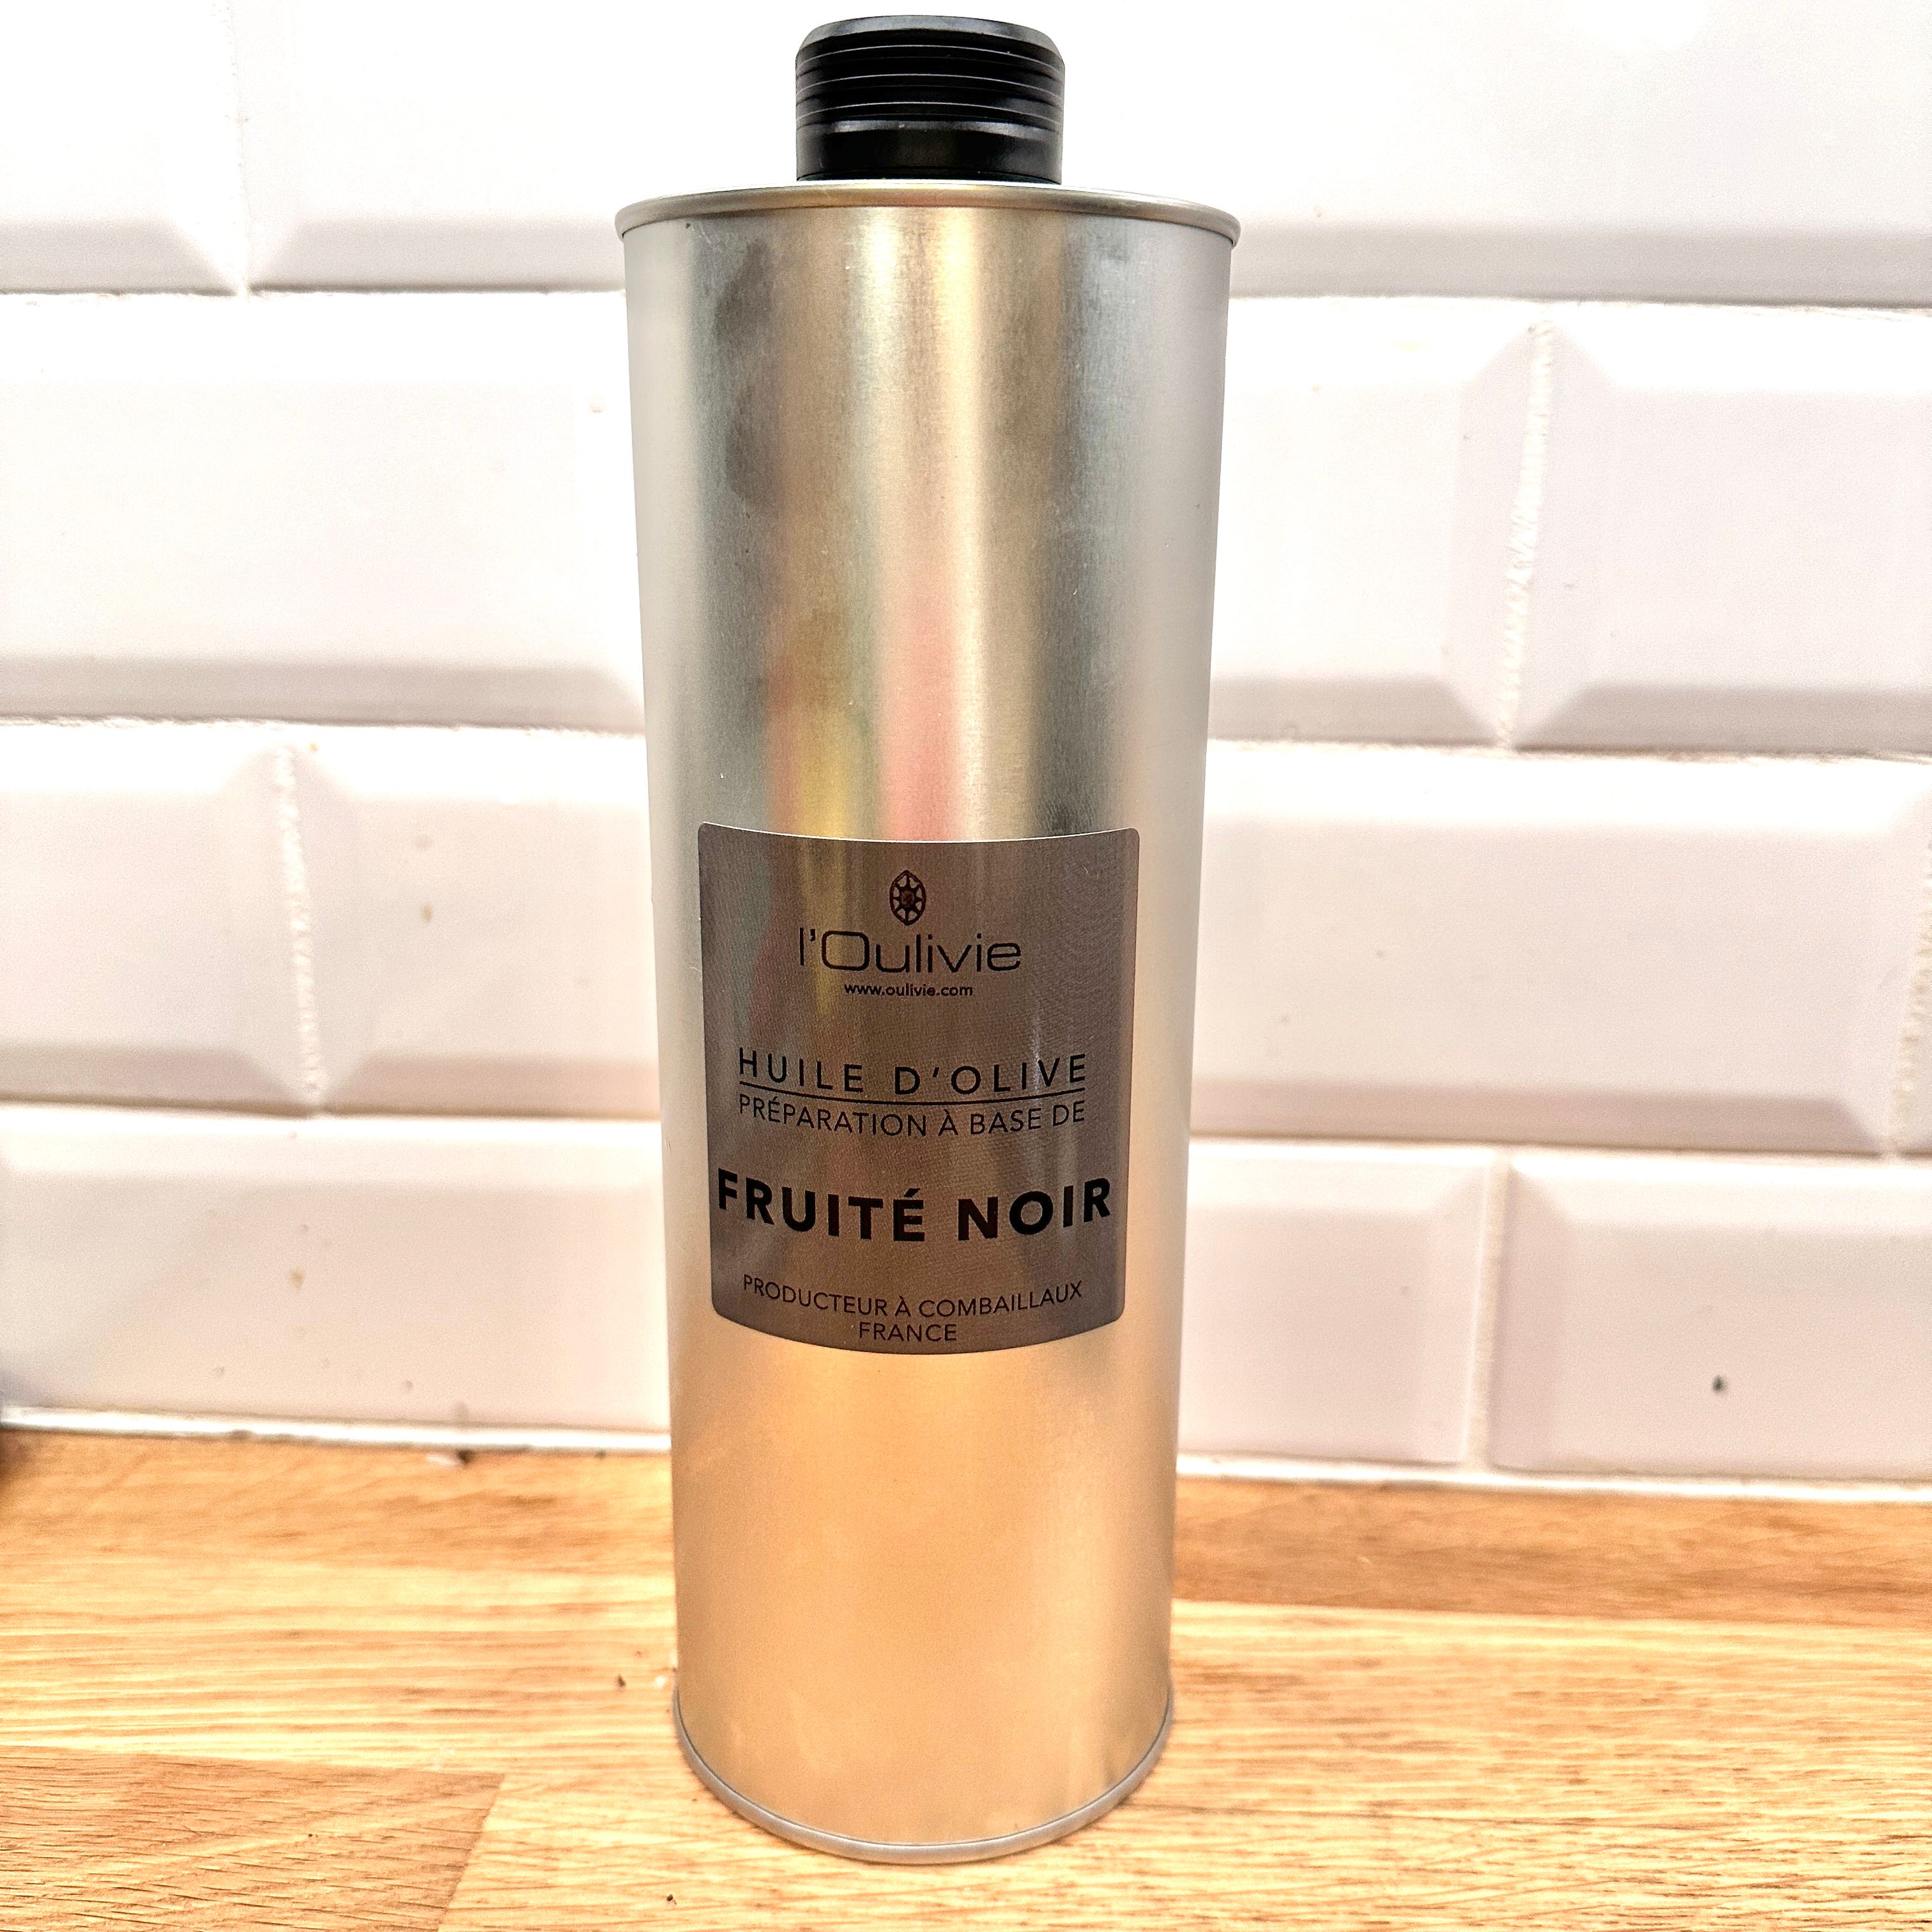 l'Oulivie
www.oulivie.com
HUILE D'OLIVE
PRÉPARATION À BASE DE
FRUITÉ NOIR
PRODUCTEUR À COMBAILLAUX
FRANCE